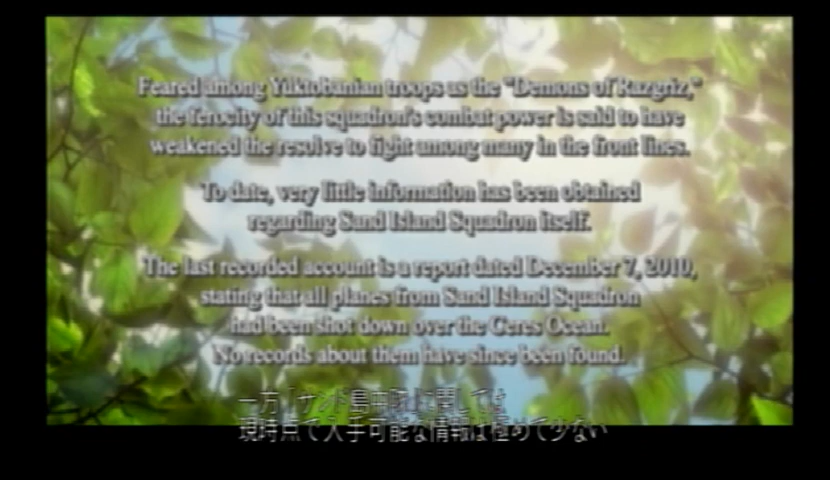 Feared among Yuktobanian troops as the "Demons of Razgriz,"
the ferocity of this squadron's combat power is said to have
weakened the resolve to fight among many in the front lines.
To date, very little information has been obtained
regarding Sand Island Squadron itself.
The last recorded account is a report dated December 7, 2010,
stating that all planes from Sand Island Squadron
had been shot down over the Ceres Ocean.
No records about them have since been found.
一方「サンド島中隊」に関しては
現時点で入手可能な情報は極めて少ない